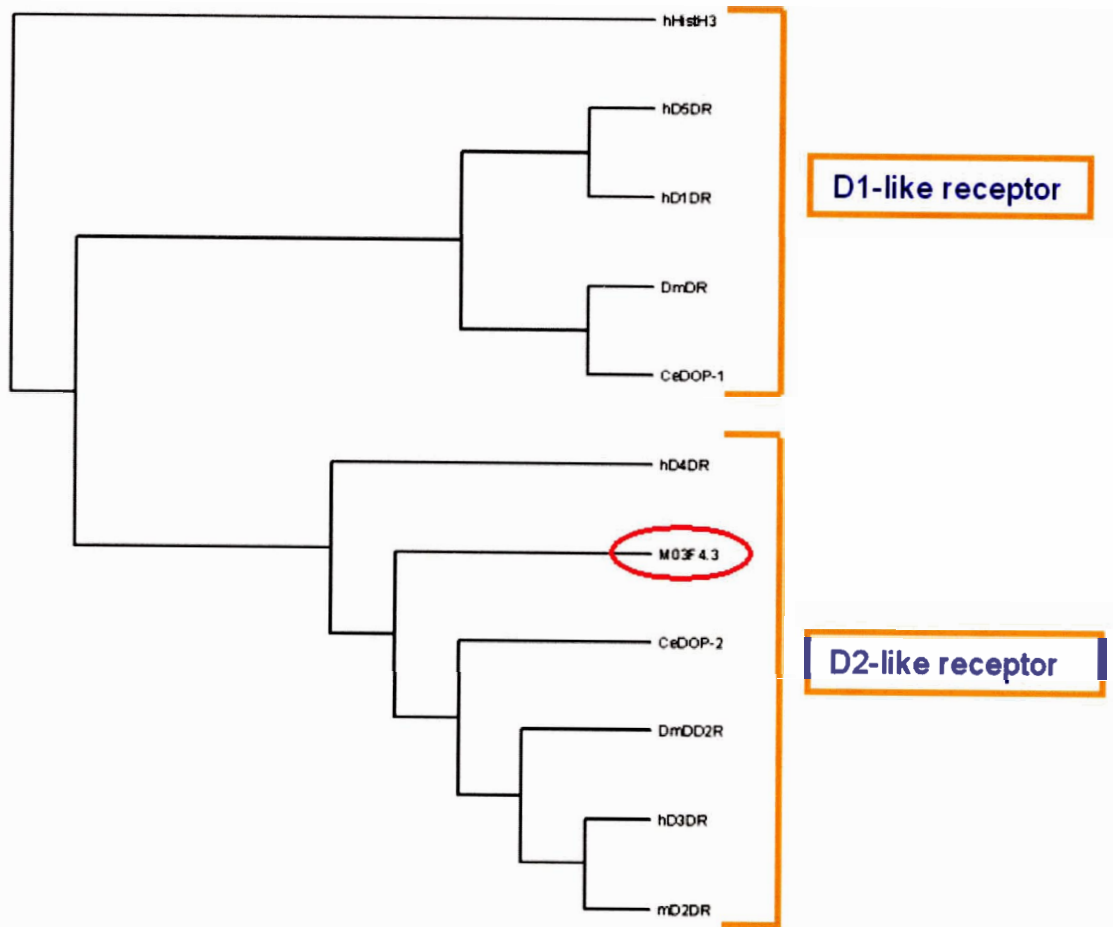 hHistH3
hD5DR
D1-like receptor
hD1DR
DmDR
CeDOP-1
hD4DR
M03F4.3
CeDOP-2
D2-like receptor
DmDD2R
hD3DR
mD2DR